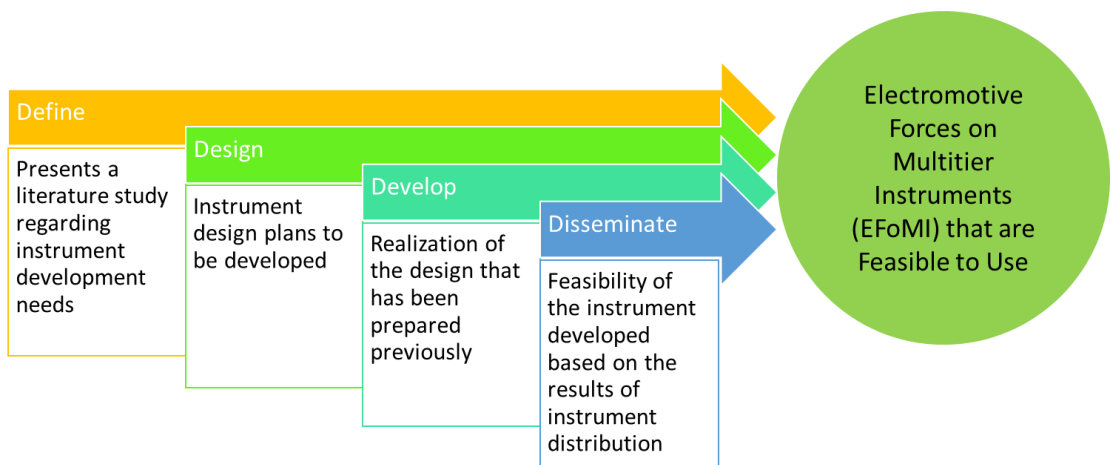 Define
Presents a
literature study
regarding
instrument
development
needs
Design
Instrument
design plans to
be developed
Develop
Realization of
the design that
has been
prepared
previously
Disseminate
Feasibility of
the instrument
developed
based on the
results of
instrument
distribution
Electromotive
Forces on
Multitier
Instruments
(EFoMI) that are
Feasible to Use